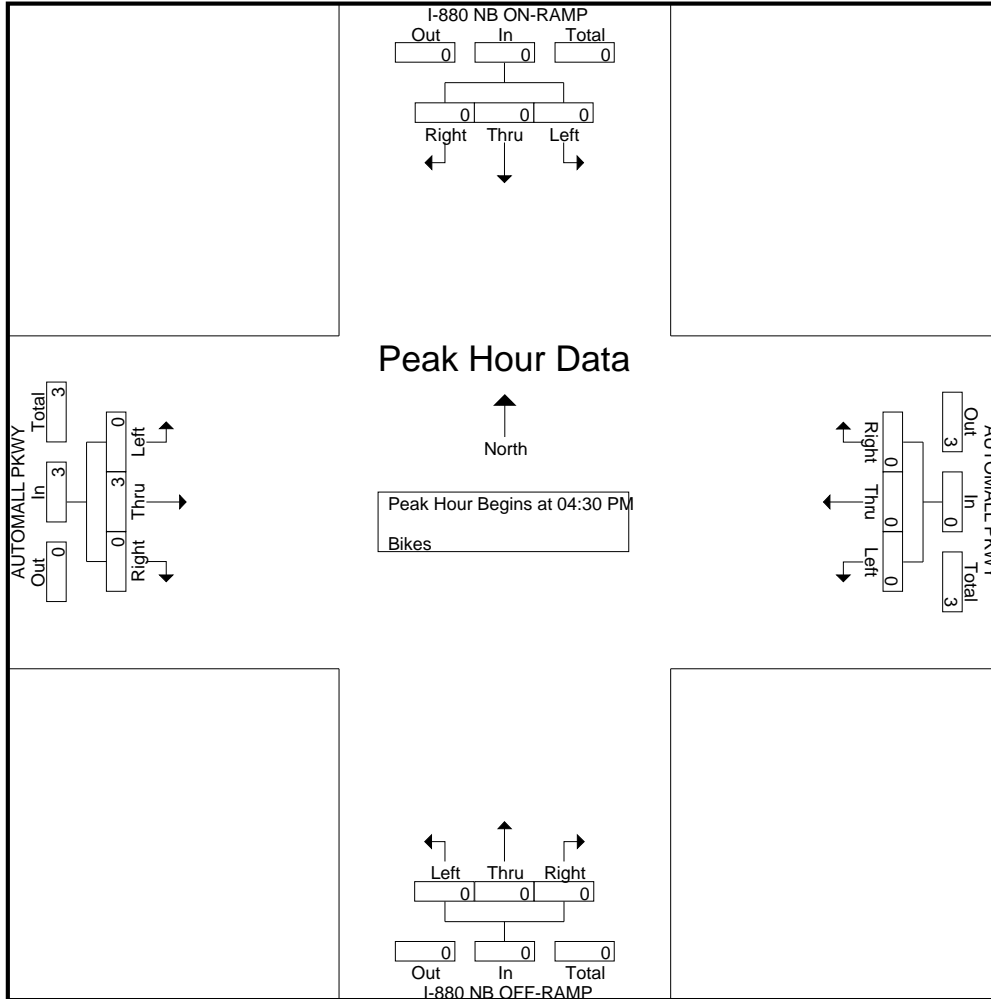 I-880 NB ON-RAMP
Out In Total
0 0 0
0 0 0
Right Thru Left
Peak Hour Data
North
Peak Hour Begins at 04:30 PM
Bikes
AUTOMALL PKWY
Out In Total
0 3 3
Left Thru Right
0 3 0
AUTOMALL PKWY
Out In Total
3 0 3
Right Thru Left
0 0 0
Left Thru Right
0 0 0
0 0 0
Out In Total
I-880 NB OFF-RAMP